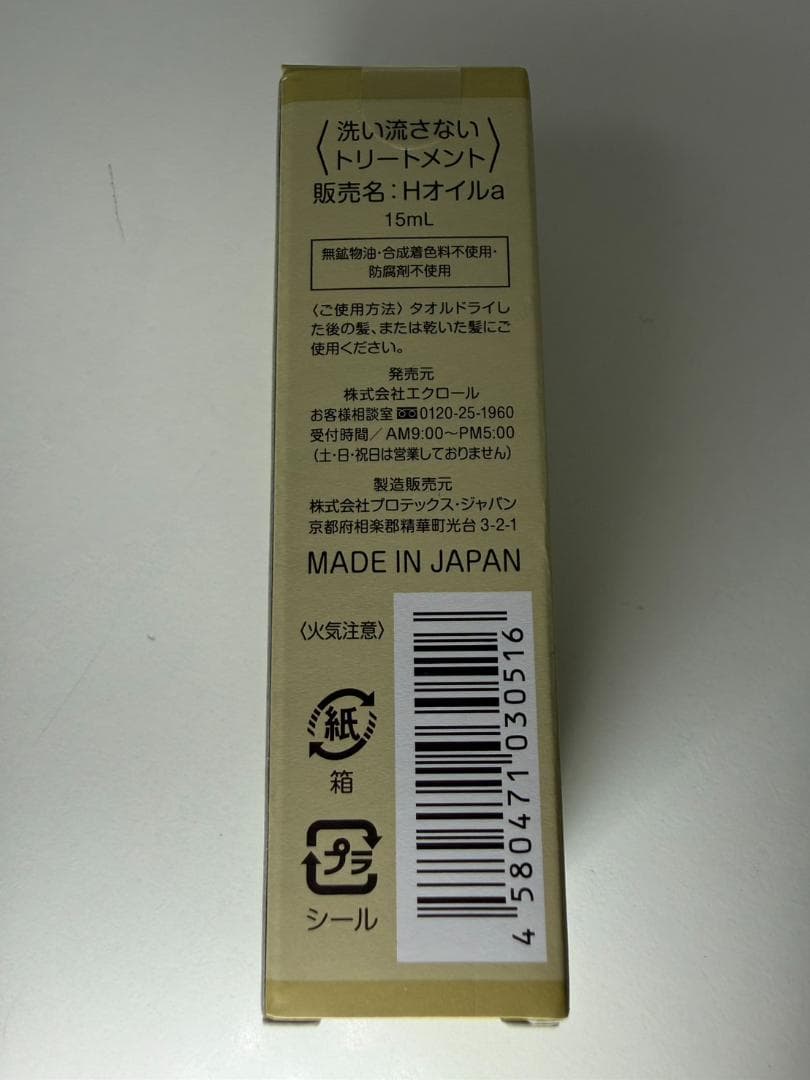 〈洗い流さない
トリートメント〉
販売名：Hオイルa
15mL
無鉱物油・合成着色料不使用・
防腐剤不使用
〈ご使用方法〉タオルドライし
た後の髪、または乾いた髪にご
使用ください。
発売元
株式会社エクロール
お客様相談室 0120-25-1960
受付時間／AM9:00～PM5:00
（土・日・祝日は営業しておりません）
製造販売元
株式会社プロテックス・ジャパン
京都府相楽郡精華町光台3-2-1
MADE IN JAPAN
〈火気注意〉
紙
箱
プラ
シール
4 580471 030516